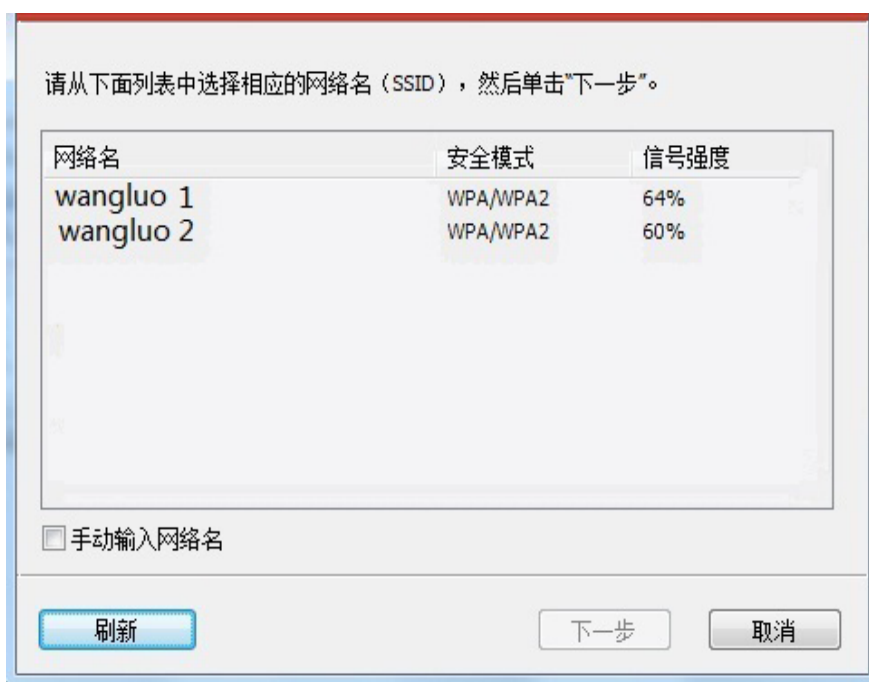 请从下面列表中选择相应的网络名（SSID），然后单击“下一步”。
网络名 安全模式 信号强度
wangluo 1 WPA/WPA2 64%
wangluo 2 WPA/WPA2 60%
手动输入网络名
刷新 下一步 取消